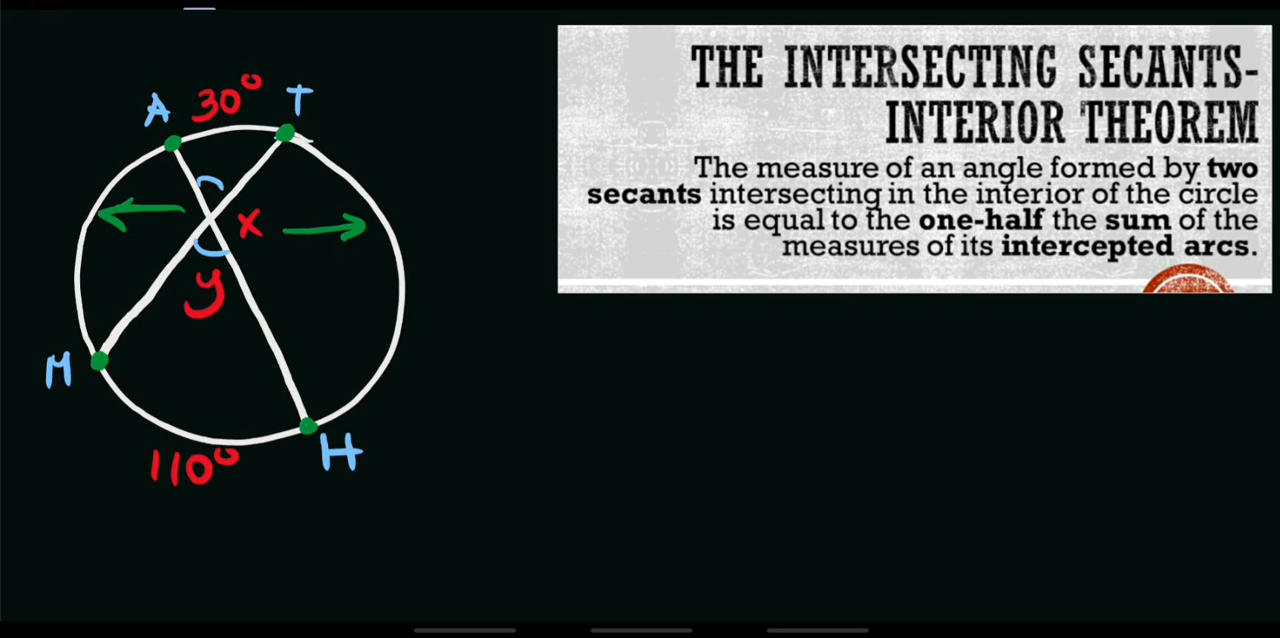 A 30° T
x
y
M
H
110°
THE INTERSECTING SECANTS-
INTERIOR THEOREM
The measure of an angle formed by two
secants intersecting in the interior of the circle
is equal to the one-half the sum of the
measures of its intercepted arcs.